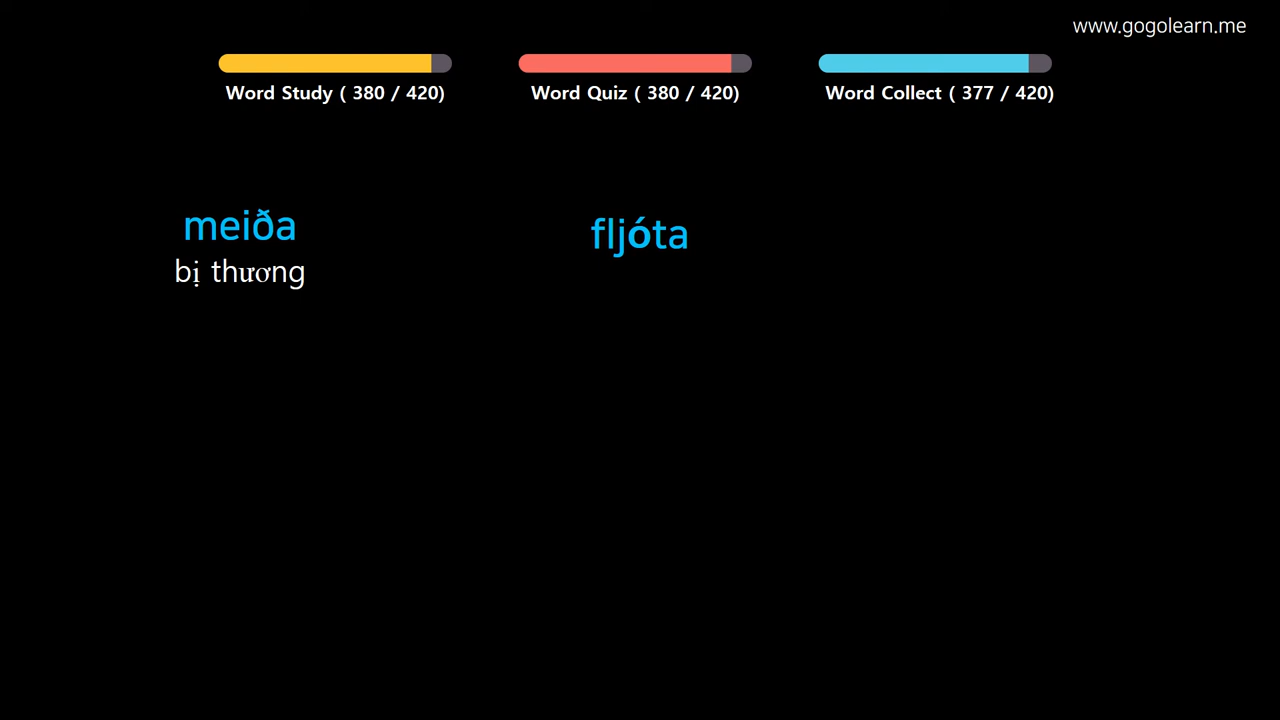 www.gogolearn.me
Word Study ( 380 / 420)
Word Quiz ( 380 / 420)
Word Collect ( 377 / 420)
meiða
bị thương
fljóta